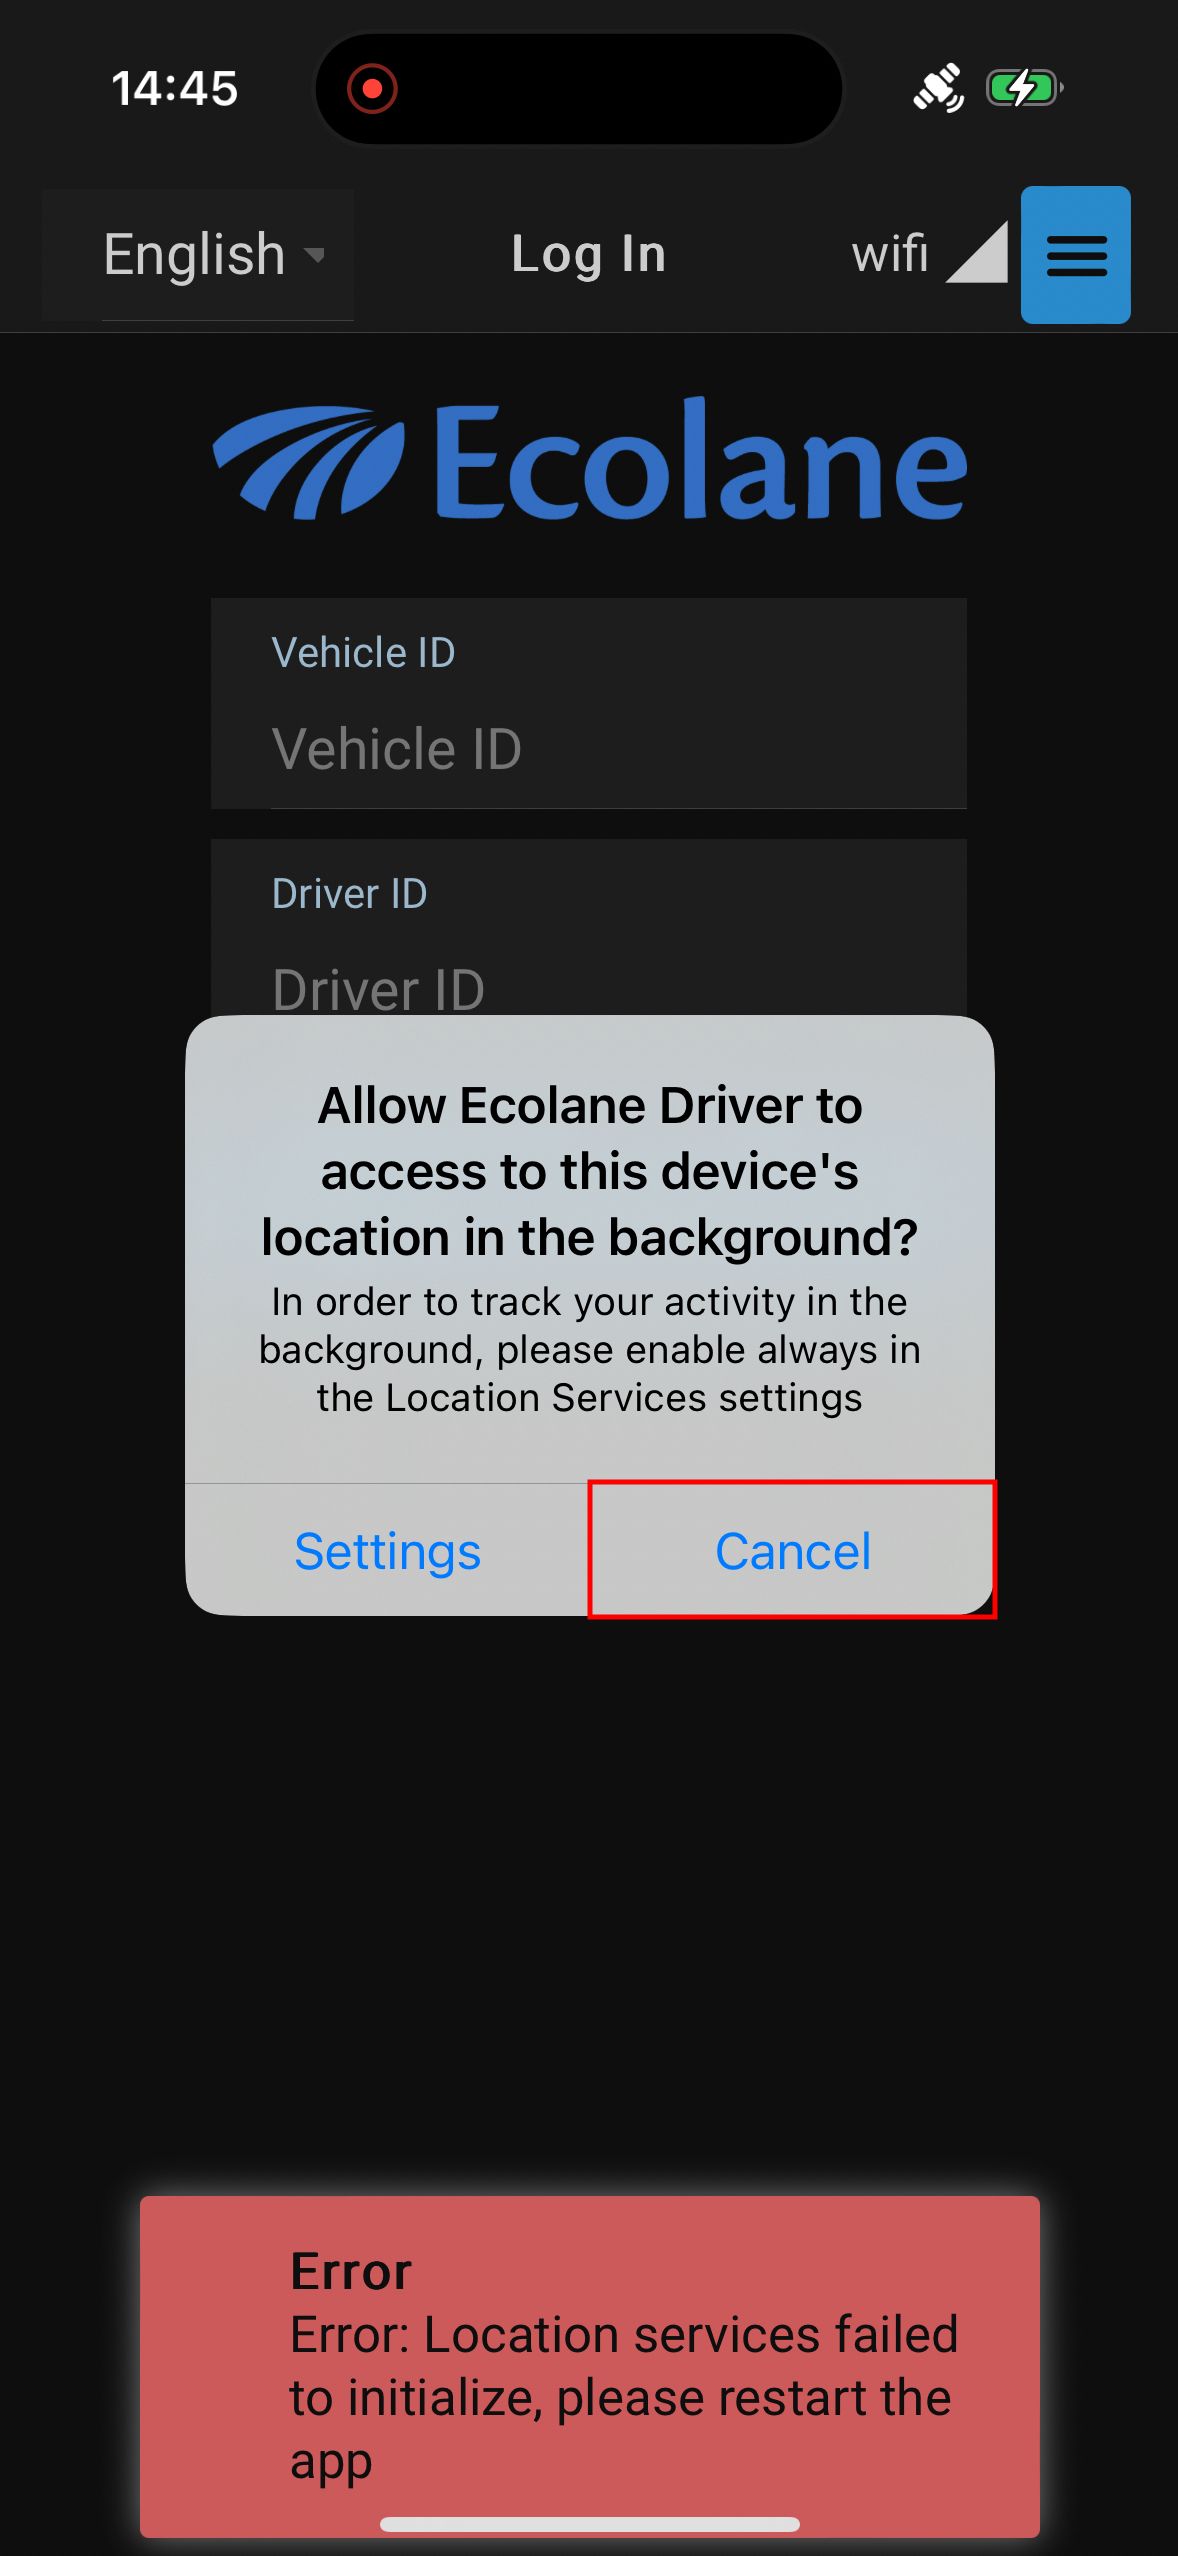 14:45
English
Log In
wifi
Ecolane
Vehicle ID
Vehicle ID
Driver ID
Driver ID
Allow Ecolane Driver to
access to this device's
location in the background?
In order to track your activity in the
background, please enable always in
the Location Services settings
Settings
Cancel
Error
Error: Location services failed
to initialize, please restart the
app